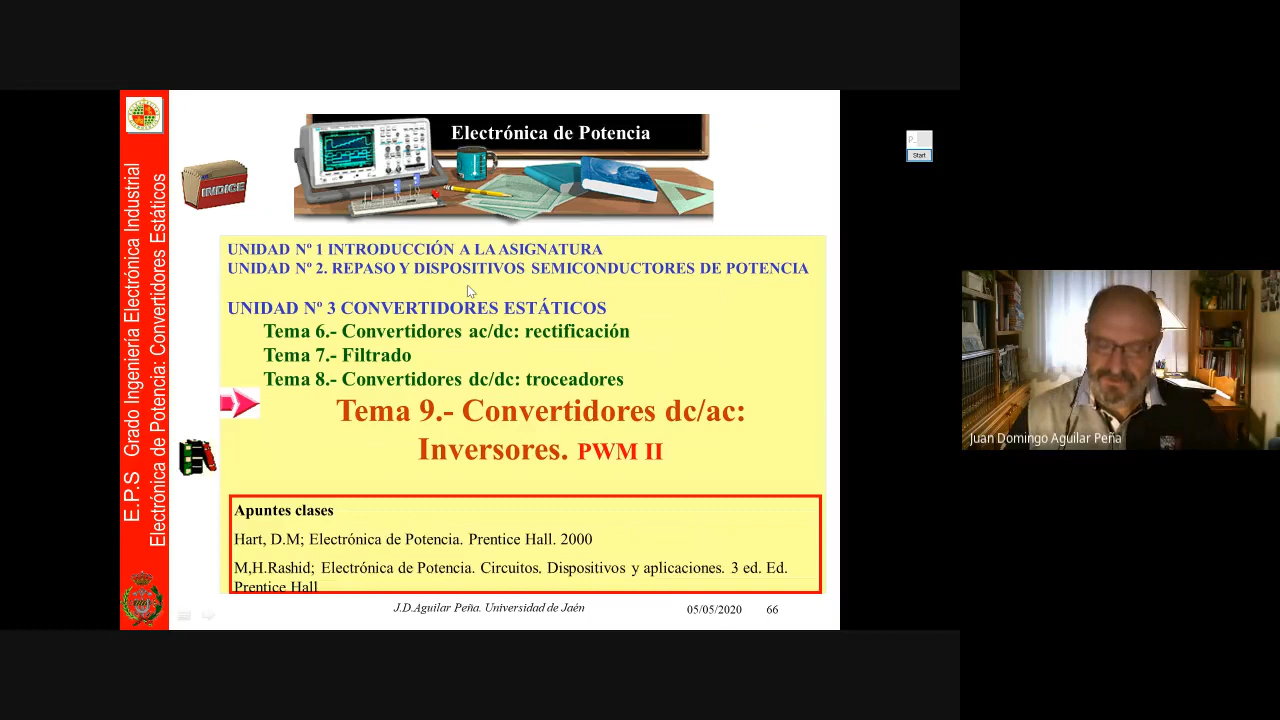 Electrónica de Potencia
INDICE
E.P.S Grado Ingeniería Electrónica Industrial
Electrónica de Potencia: Convertidores Estáticos
UNIDAD Nº 1 INTRODUCCIÓN A LA ASIGNATURA
UNIDAD Nº 2. REPASO Y DISPOSITIVOS SEMICONDUCTORES DE POTENCIA
UNIDAD Nº 3 CONVERTIDORES ESTÁTICOS
Tema 6.- Convertidores ac/dc: rectificación
Tema 7.- Filtrado
Tema 8.- Convertidores dc/dc: troceadores
Tema 9.- Convertidores dc/ac:
Inversores. PWM II
Apuntes clases
Hart, D.M; Electrónica de Potencia. Prentice Hall. 2000
M,H.Rashid; Electrónica de Potencia. Circuitos. Dispositivos y aplicaciones. 3 ed. Ed.
Prentice Hall
J.D.Aguilar Peña. Universidad de Jaén
05/05/2020 66
Start
Juan Domingo Aguilar Peña